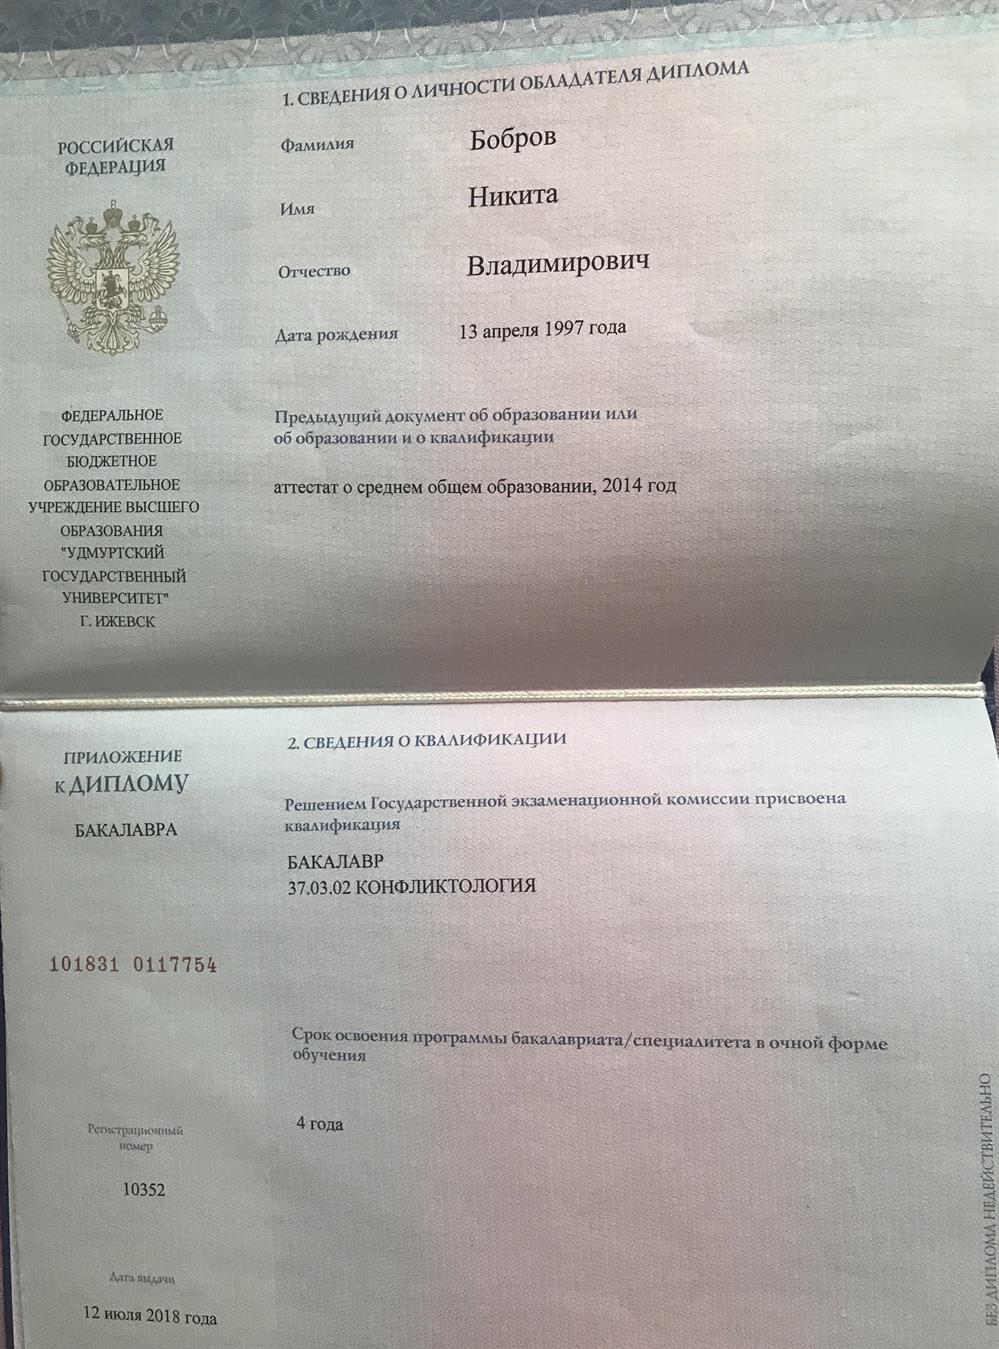 РОССИЙСКАЯ
ФЕДЕРАЦИЯ
ФЕДЕРАЛЬНОЕ
ГОСУДАРСТВЕННОЕ
БЮДЖЕТНОЕ
ОБРАЗОВАТЕЛЬНОЕ
УЧРЕЖДЕНИЕ ВЫСШЕГО
ОБРАЗОВАНИЯ
"УДМУРТСКИЙ
ГОСУДАРСТВЕННЫЙ
УНИВЕРСИТЕТ"
Г. ИЖЕВСК
1. СВЕДЕНИЯ О ЛИЧНОСТИ ОБЛАДАТЕЛЯ ДИПЛОМА
Фамилия Бобров
Имя Никита
Отчество Владимирович
Дата рождения 13 апреля 1997 года
Предыдущий документ об образовании или
об образовании и о квалификации
аттестат о среднем общем образовании, 2014 год
ПРИЛОЖЕНИЕ
к ДИПЛОМУ
БАКАЛАВРА
101831 0117754
Регистрационный
номер
10352
Дата выдачи
12 июля 2018 года
2. СВЕДЕНИЯ О КВАЛИФИКАЦИИ
Решением Государственной экзаменационной комиссии присвоена
квалификация
БАКАЛАВР
37.03.02 КОНФЛИКТОЛОГИЯ
Срок освоения программы бакалавриата/специалитета в очной форме
обучения
4 года
БЕЗ ДИПЛОМА НЕДЕЙСТВИТЕЛЬНО